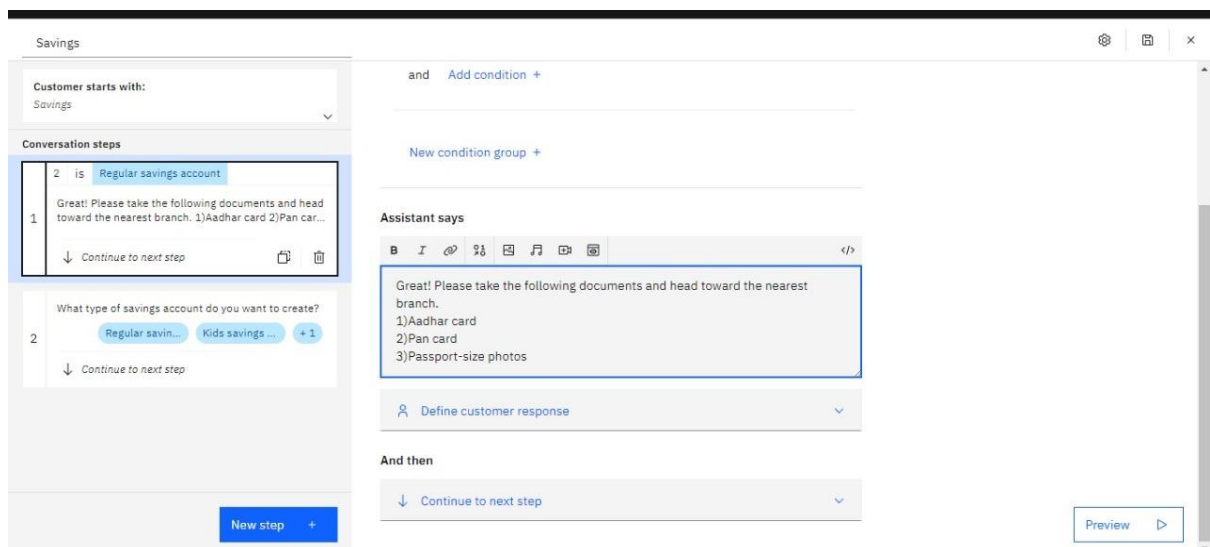 Savings
Customer starts with:
Savings
Conversation steps
2 is Regular savings account
1
Great! Please take the following documents and head
toward the nearest branch. 1)Aadhar card 2)Pan car...
Continue to next step
2
What type of savings account do you want to create?
Regular savin... Kids savings ... + 1
Continue to next step
New step +
and Add condition +
New condition group +
Assistant says
B I </>
Great! Please take the following documents and head toward the nearest
branch.
1)Aadhar card
2)Pan card
3)Passport-size photos
Define customer response
And then
Continue to next step
Preview